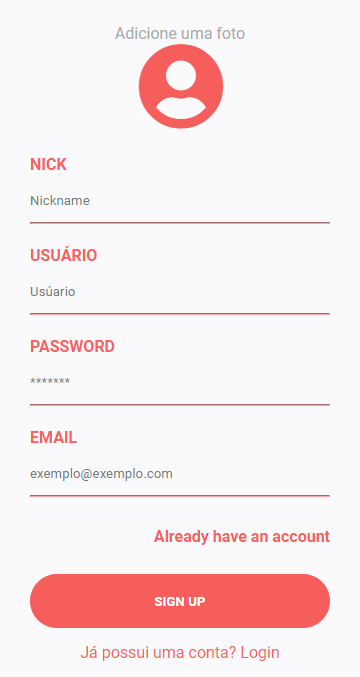 Adicione uma foto
NICK
Nickname
USUÁRIO
Usúario
PASSWORD
*******
EMAIL
exemplo@exemplo.com
Already have an account
SIGN UP
Já possui uma conta? Login